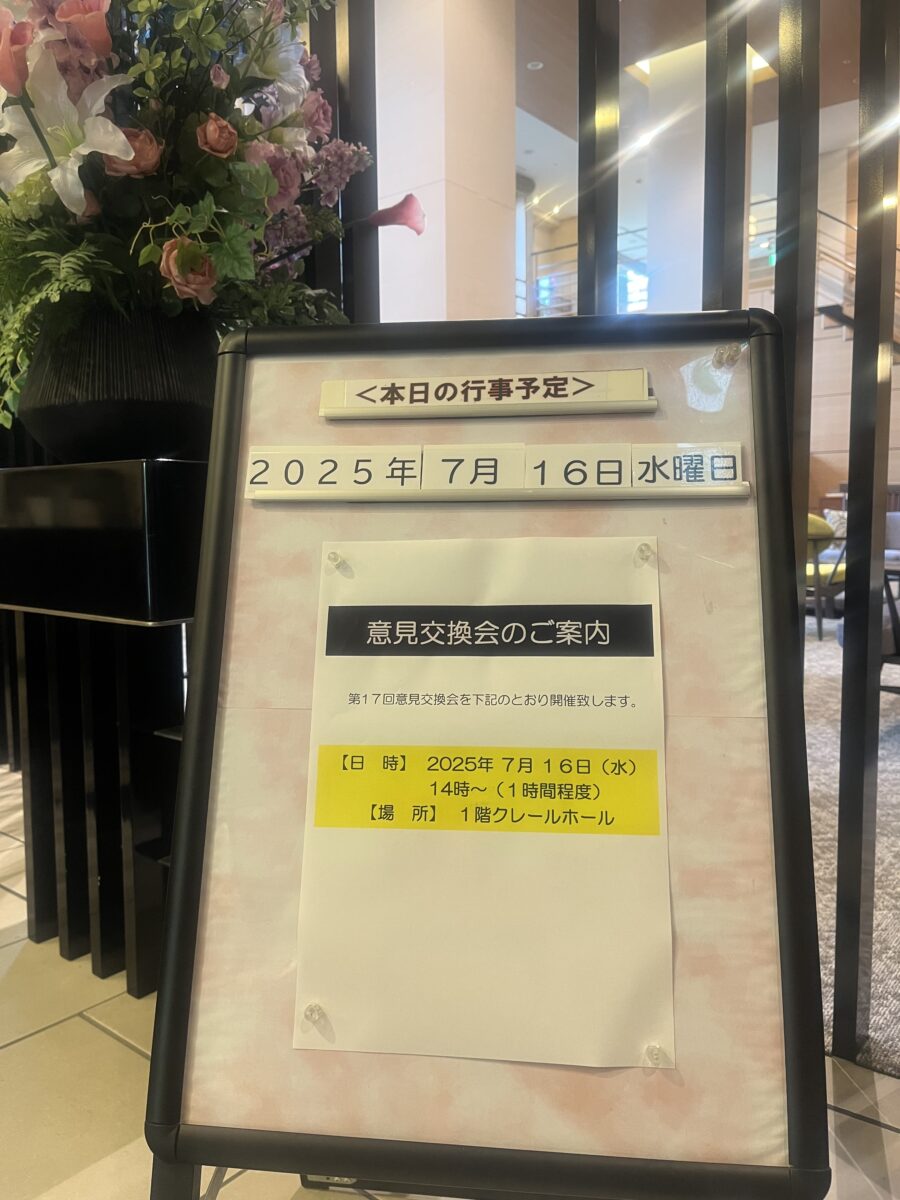 ＜本日の行事予定＞
２０２５年 ７月 １６日 水曜日
意見交換会のご案内
第１７回意見交換会を下記のとおり開催致します。
【日　時】　2025年 ７月 １６日（水）
14時～（１時間程度）
【場　所】　１階クレールホール